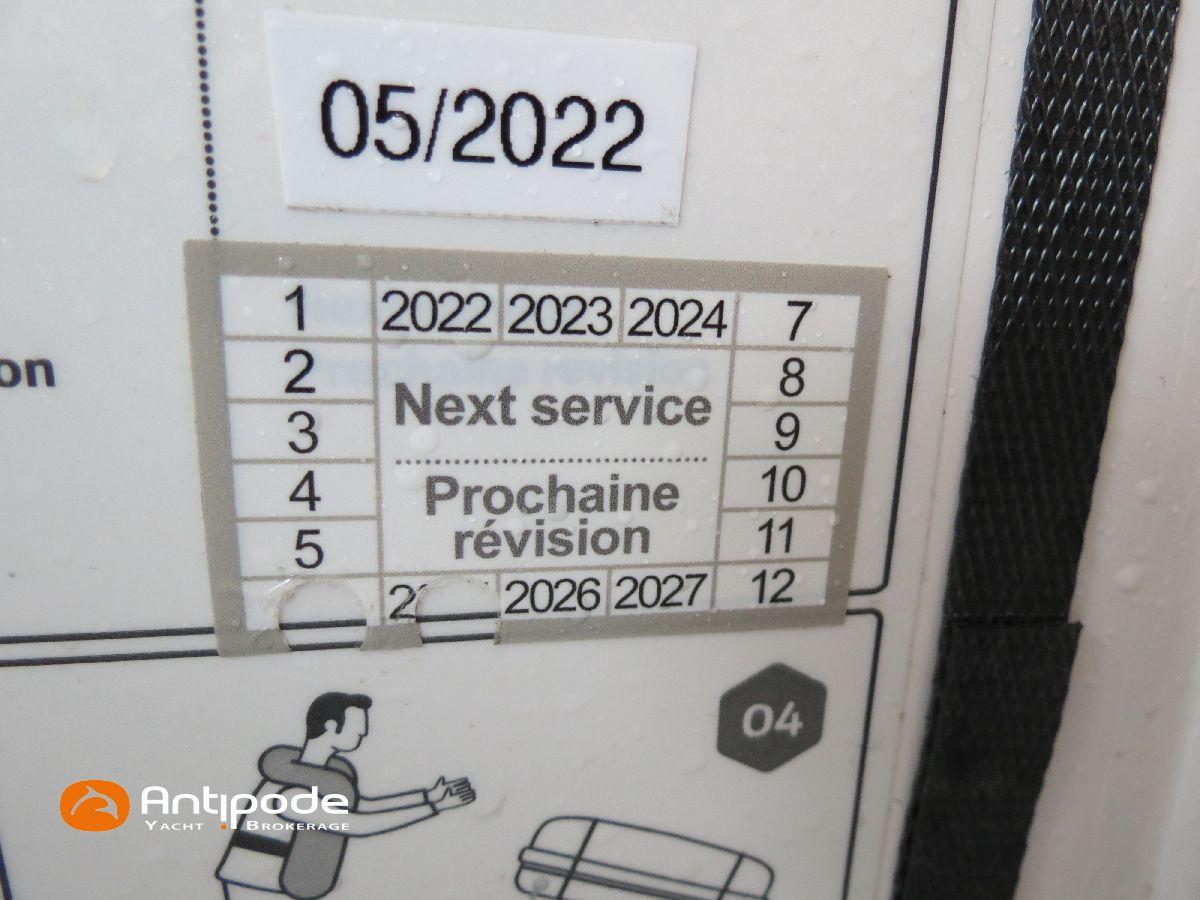 05/2022
1 2022 2023 2024 7
2 8
Next service
3 9
4 Prochaine 10
5 révision 11
2026 2027 12
on
04
Antipode
YACHT BROKERAGE